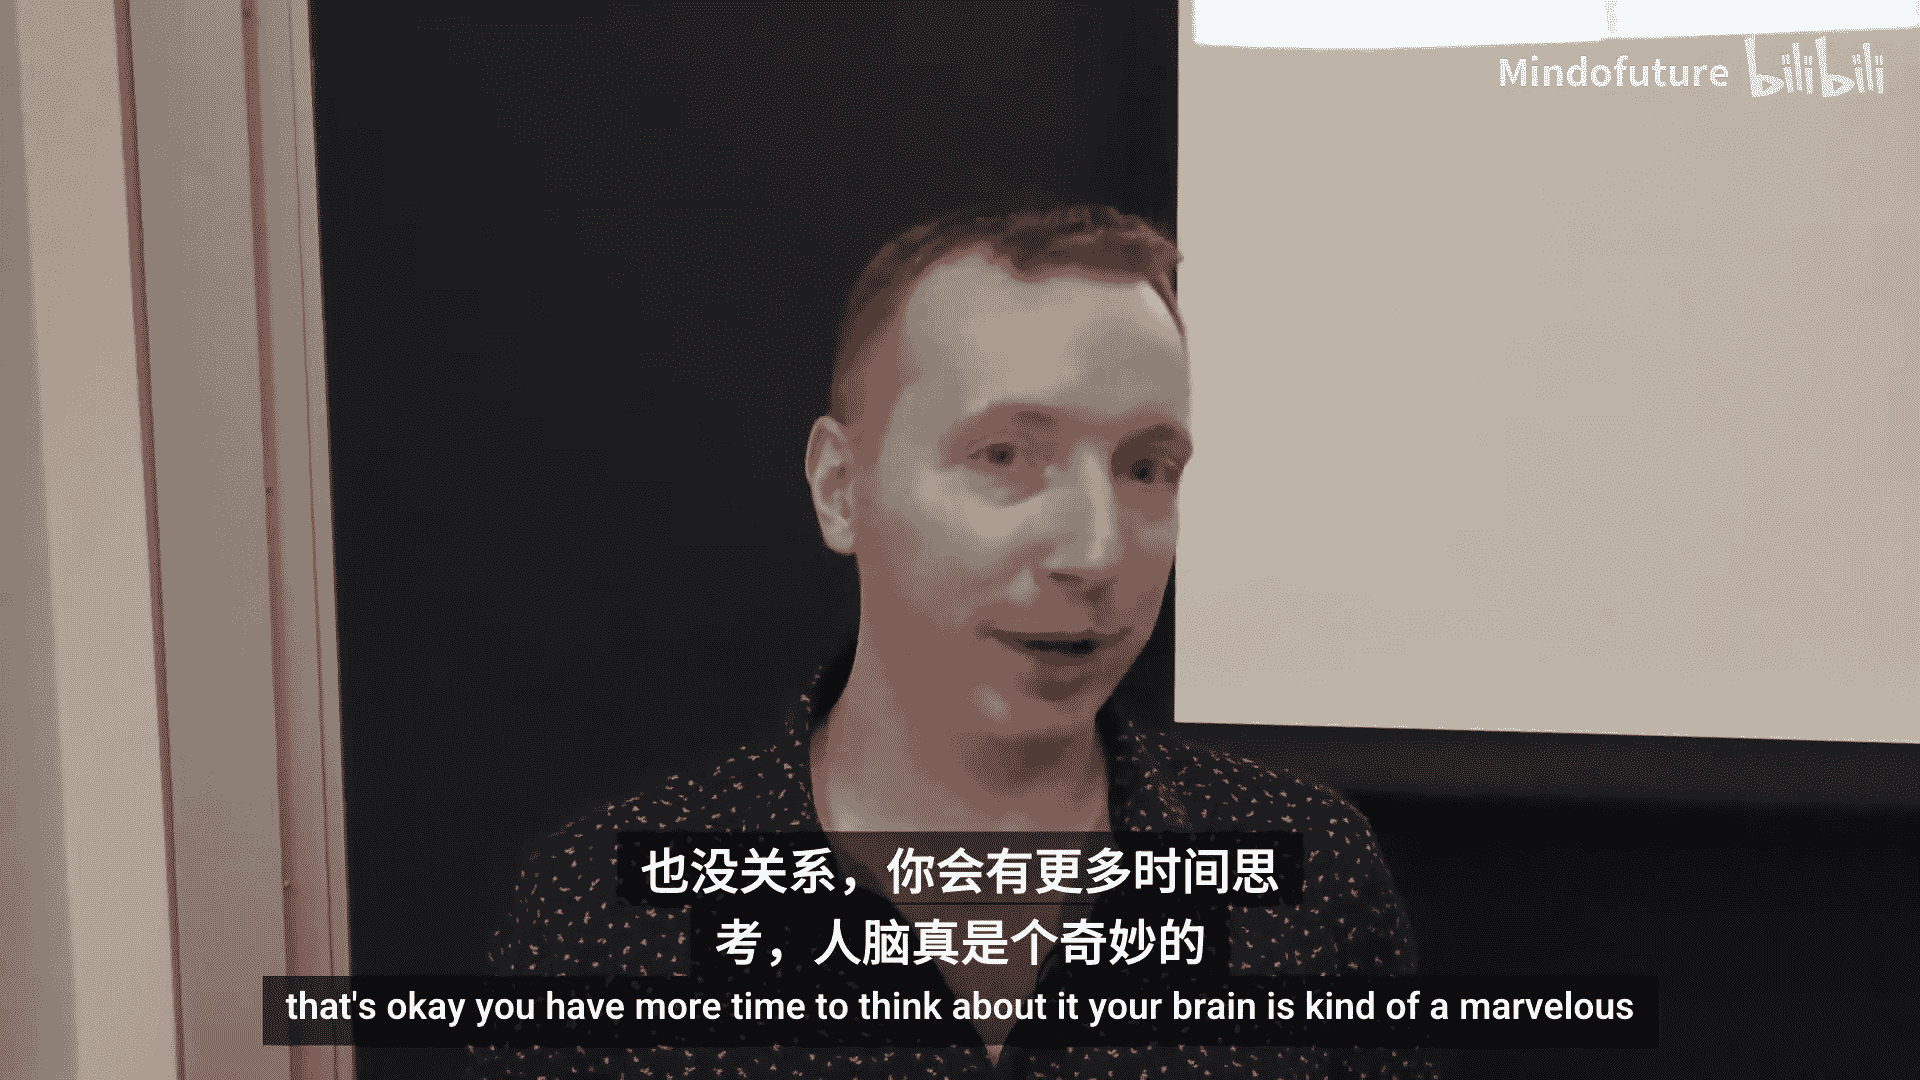 Mindofuture bilibili
也没关系，你会有更多时间思
考，人脑真是个奇妙的
that's okay you have more time to think about it your brain is kind of a marvelous